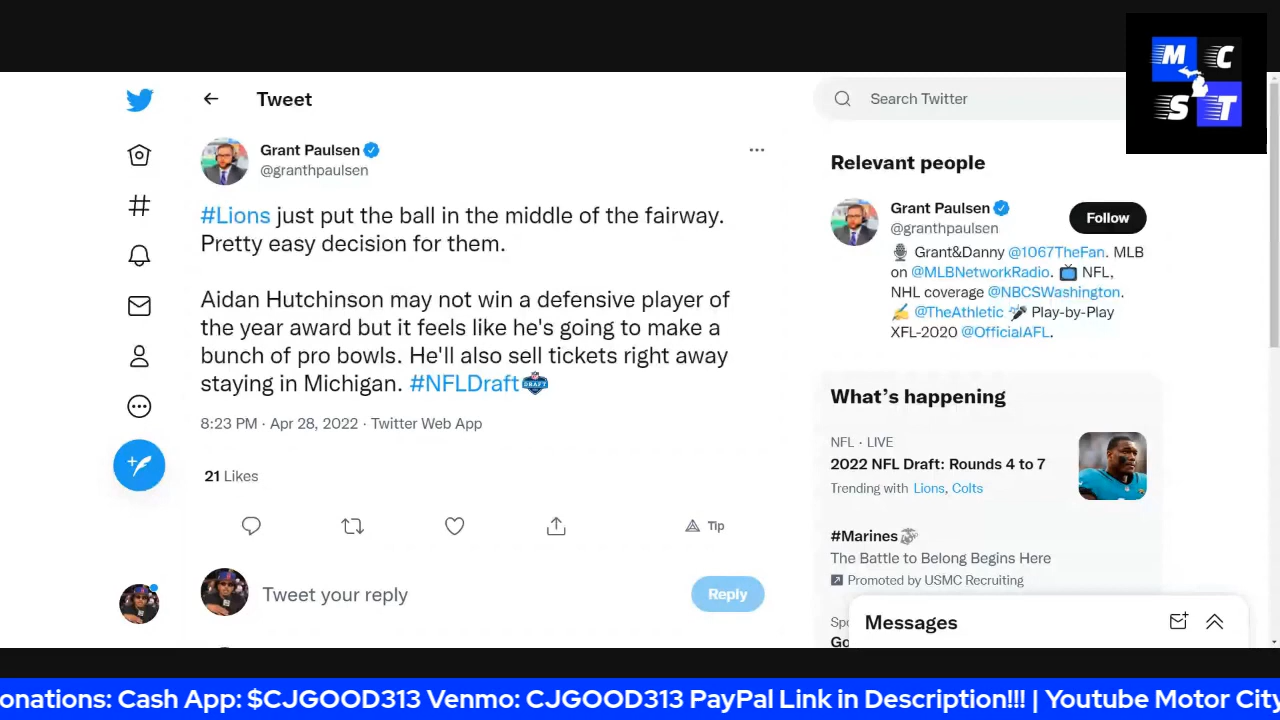 M C
S T
Tweet
Search Twitter
Grant Paulsen
@granthpaulsen
#Lions just put the ball in the middle of the fairway.
Pretty easy decision for them.
Aidan Hutchinson may not win a defensive player of
the year award but it feels like he's going to make a
bunch of pro bowls. He'll also sell tickets right away
staying in Michigan. #NFLDraft
8:23 PM · Apr 28, 2022 · Twitter Web App
21 Likes
Tip
Tweet your reply
Reply
Relevant people
Grant Paulsen
@granthpaulsen
Follow
Grant&Danny @1067TheFan. MLB
on @MLBNetworkRadio. NFL,
NHL coverage @NBCSWashington.
@TheAthletic Play-by-Play
XFL-2020 @OfficialAFL.
What's happening
NFL · LIVE
2022 NFL Draft: Rounds 4 to 7
Trending with Lions, Colts
#Marines
The Battle to Belong Begins Here
Promoted by USMC Recruiting
Spo
Go
Messages
onations: Cash App: $CJGOOD313 Venmo: CJGOOD313 PayPal Link in Description!!! | Youtube Motor City